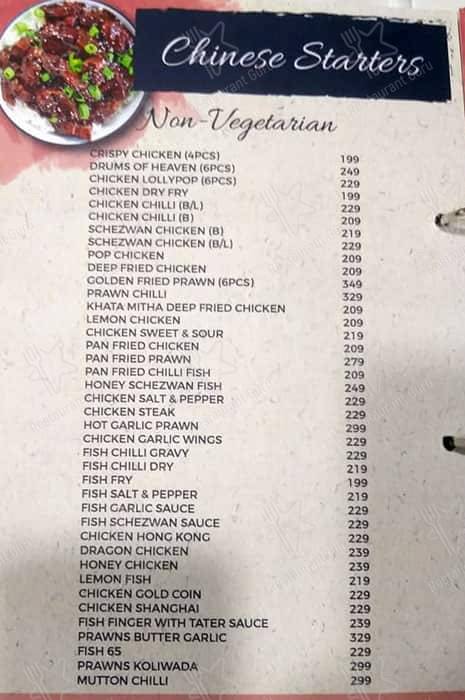 Chinese Starters
Non-Vegetarian
CRISPY CHICKEN (4PCS) 199
DRUMS OF HEAVEN (6PCS) 249
CHICKEN LOLLYPOP (6PCS) 229
CHICKEN DRY FRY 199
CHICKEN CHILLI (B/L) 229
CHICKEN CHILLI (B) 209
SCHEZWAN CHICKEN (B) 219
SCHEZWAN CHICKEN (B/L) 229
POP CHICKEN 209
DEEP FRIED CHICKEN 209
GOLDEN FRIED PRAWN (6PCS) 349
PRAWN CHILLI 329
KHATA MITHA DEEP FRIED CHICKEN 209
LEMON CHICKEN 209
CHICKEN SWEET & SOUR 219
PAN FRIED CHICKEN 209
PAN FRIED PRAWN 279
PAN FRIED CHILLI FISH 209
HONEY SCHEZWAN FISH 249
CHICKEN SALT & PEPPER 229
CHICKEN STEAK 229
HOT GARLIC PRAWN 299
CHICKEN GARLIC WINGS 229
FISH CHILLI GRAVY 229
FISH CHILLI DRY 219
FISH FRY 199
FISH SALT & PEPPER 219
FISH GARLIC SAUCE 229
FISH SCHEZWAN SAUCE 229
CHICKEN HONG KONG 229
DRAGON CHICKEN 239
HONEY CHICKEN 239
LEMON FISH 219
CHICKEN GOLD COIN 229
CHICKEN SHANGHAI 229
FISH FINGER WITH TATER SAUCE 239
PRAWNS BUTTER GARLIC 329
FISH 65 229
PRAWNS KOLIWADA 299
MUTTON CHILLI 299